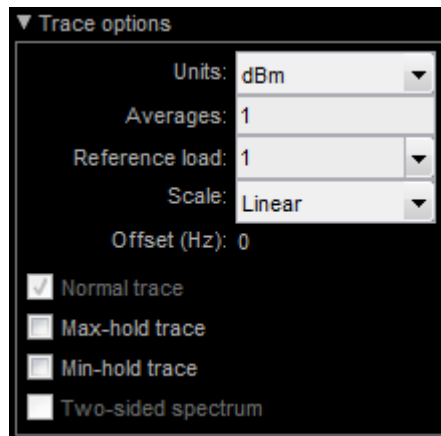 ▼ Trace options
Units: dBm
Averages: 1
Reference load: 1
Scale: Linear
Offset (Hz): 0
Normal trace
Max-hold trace
Min-hold trace
Two-sided spectrum